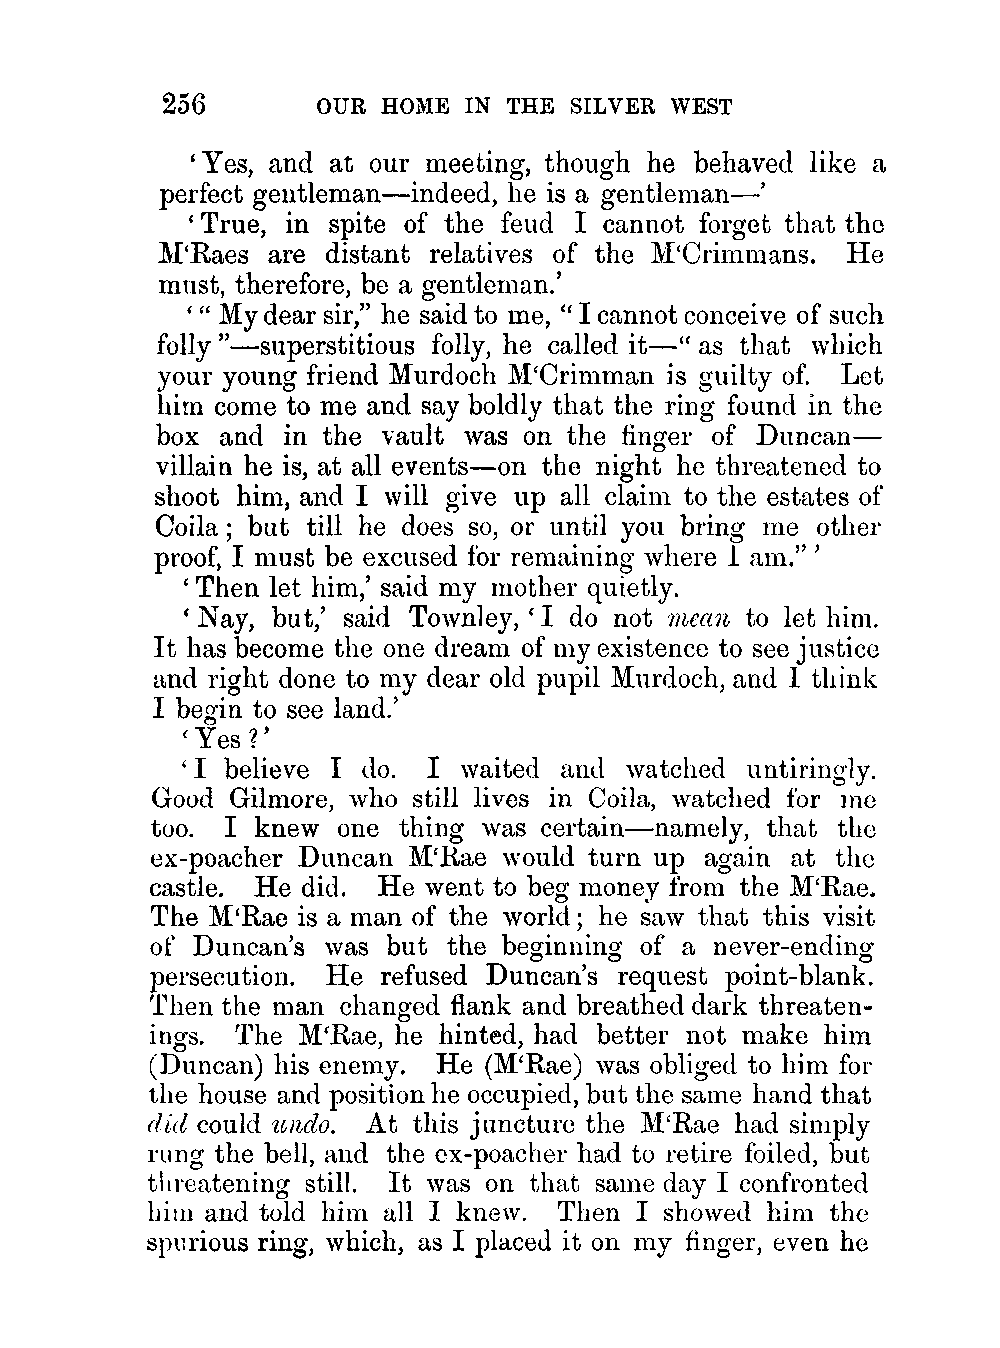 256 OUR HOME IN THE SILVER WEST
‘Yes, and at our meeting, though he behaved like a
perfect gentleman—indeed, he is a gentleman—’
‘True, in spite of the feud I cannot forget that the
M‘Raes are distant relatives of the M‘Crimmans. He
must, therefore, be a gentleman.’
‘“My dear sir,” he said to me, “I cannot conceive of such
folly”—superstitious folly, he called it—“as that which
your young friend Murdoch M‘Crimman is guilty of. Let
him come to me and say boldly that the ring found in the
box and in the vault was on the finger of Duncan—
villain he is, at all events—on the night he threatened to
shoot him, and I will give up all claim to the estates of
Coila; but till he does so, or until you bring me other
proof, I must be excused for remaining where I am.”’
‘Then let him,’ said my mother quietly.
‘Nay, but,’ said Townley, ‘I do not mean to let him.
It has become the one dream of my existence to see justice
and right done to my dear old pupil Murdoch, and I think
I begin to see land.’
‘Yes?’
‘I believe I do. I waited and watched untiringly.
Good Gilmore, who still lives in Coila, watched for me
too. I knew one thing was certain—namely, that the
ex-poacher Duncan M‘Rae would turn up again at the
castle. He did. He went to beg money from the M‘Rae.
The M‘Rae is a man of the world; he saw that this visit
of Duncan’s was but the beginning of a never-ending
persecution. He refused Duncan’s request point-blank.
Then the man changed flank and breathed dark threaten-
ings. The M‘Rae, he hinted, had better not make him
(Duncan) his enemy. He (M‘Rae) was obliged to him for
the house and position he occupied, but the same hand that
did could undo. At this juncture the M‘Rae had simply
rung the bell, and the ex-poacher had to retire foiled, but
threatening still. It was on that same day I confronted
him and told him all I knew. Then I showed him the
spurious ring, which, as I placed it on my finger, even he